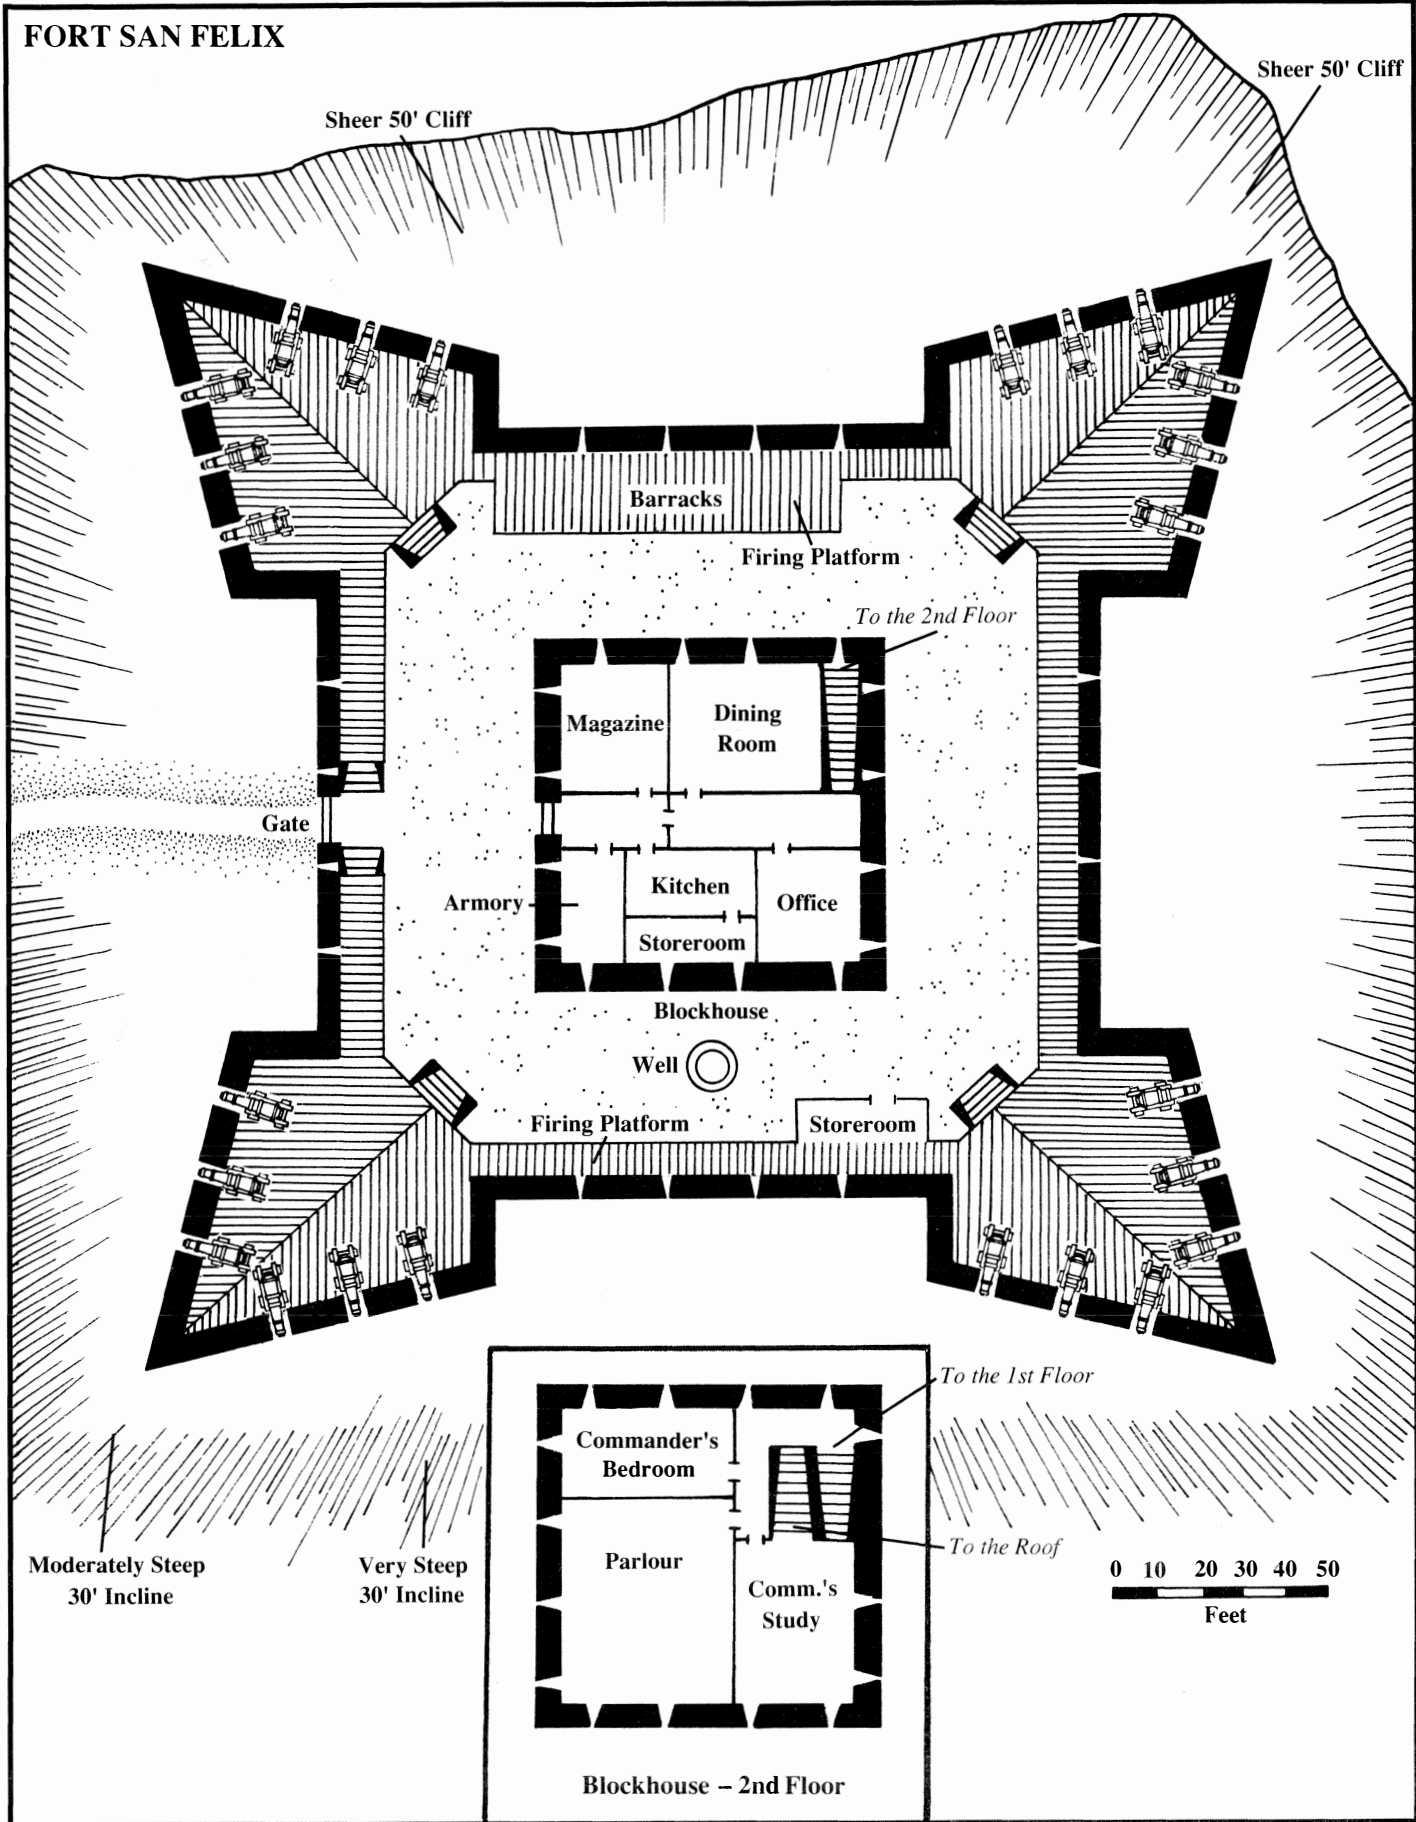 FORT SAN FELIX
Sheer 50' Cliff
Sheer 50' Cliff
Barracks
Firing Platform
To the 2nd Floor
Magazine
Dining
Room
Gate
Kitchen
Armory
Office
Storeroom
Blockhouse
Well
Firing Platform
Storeroom
To the 1st Floor
Commander's
Bedroom
To the Roof
Parlour
Moderately Steep
30' Incline
Very Steep
30' Incline
Comm.'s
Study
0 10 20 30 40 50
Feet
Blockhouse – 2nd Floor